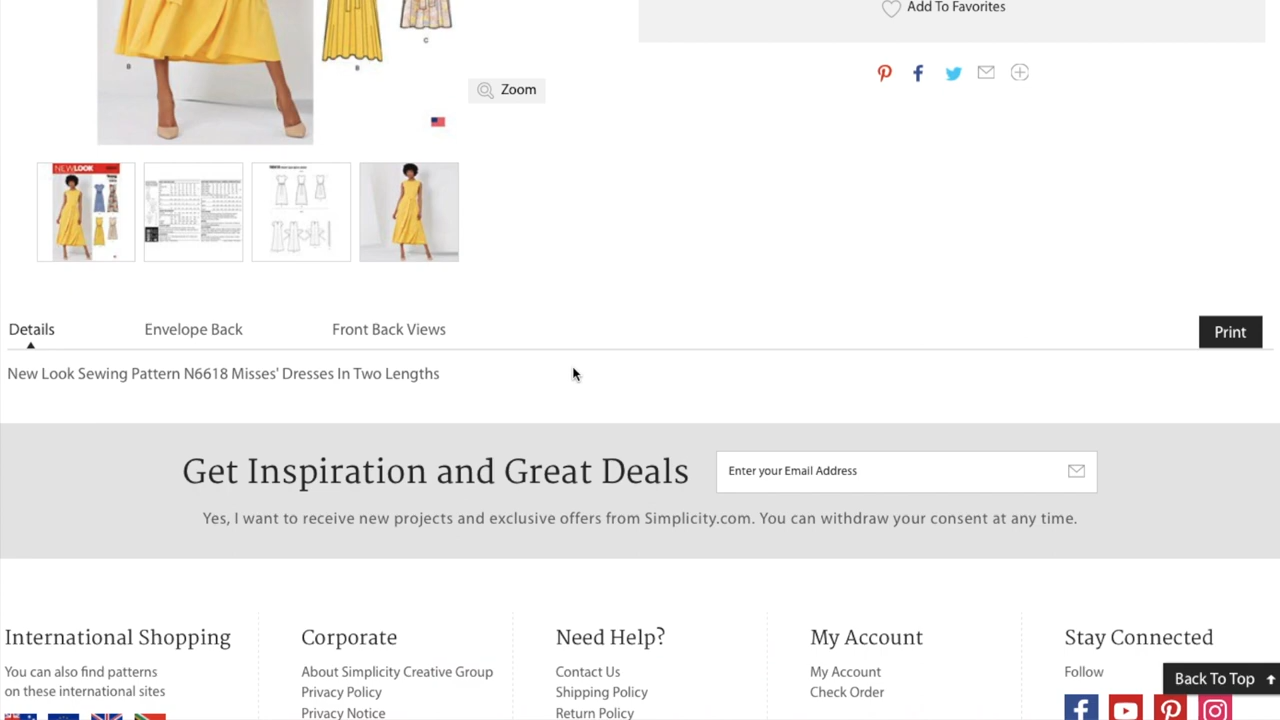 Add To Favorites
B
C
B
Zoom
NEW LOOK
Details
Envelope Back
Front Back Views
Print
New Look Sewing Pattern N6618 Misses' Dresses In Two Lengths
Get Inspiration and Great Deals
Enter your Email Address
Yes, I want to receive new projects and exclusive offers from Simplicity.com. You can withdraw your consent at any time.
International Shopping
You can also find patterns
on these international sites
Corporate
About Simplicity Creative Group
Privacy Policy
Privacy Notice
Need Help?
Contact Us
Shipping Policy
Return Policy
My Account
My Account
Check Order
Stay Connected
Follow
Back To Top